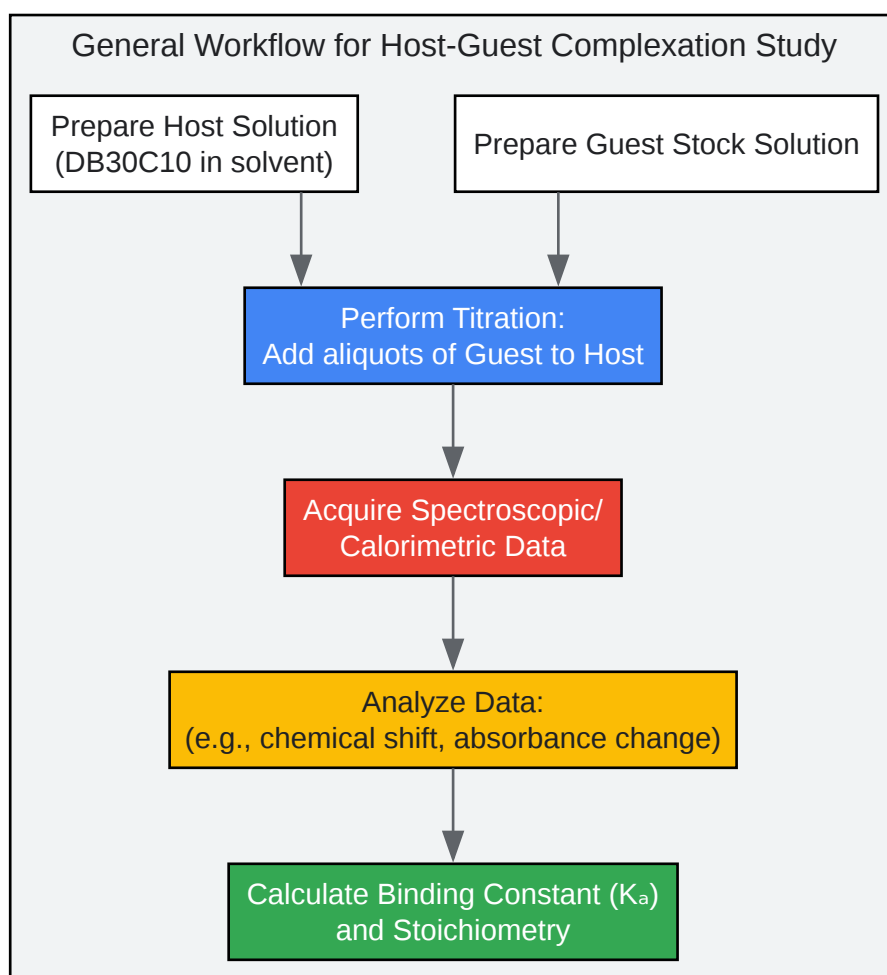 General Workflow for Host-Guest Complexation Study
Prepare Host Solution
(DB30C10 in solvent)
Prepare Guest Stock Solution
Perform Titration:
Add aliquots of Guest to Host
Acquire Spectroscopic/
Calorimetric Data
Analyze Data:
(e.g., chemical shift, absorbance change)
Calculate Binding Constant (Kₐ)
and Stoichiometry